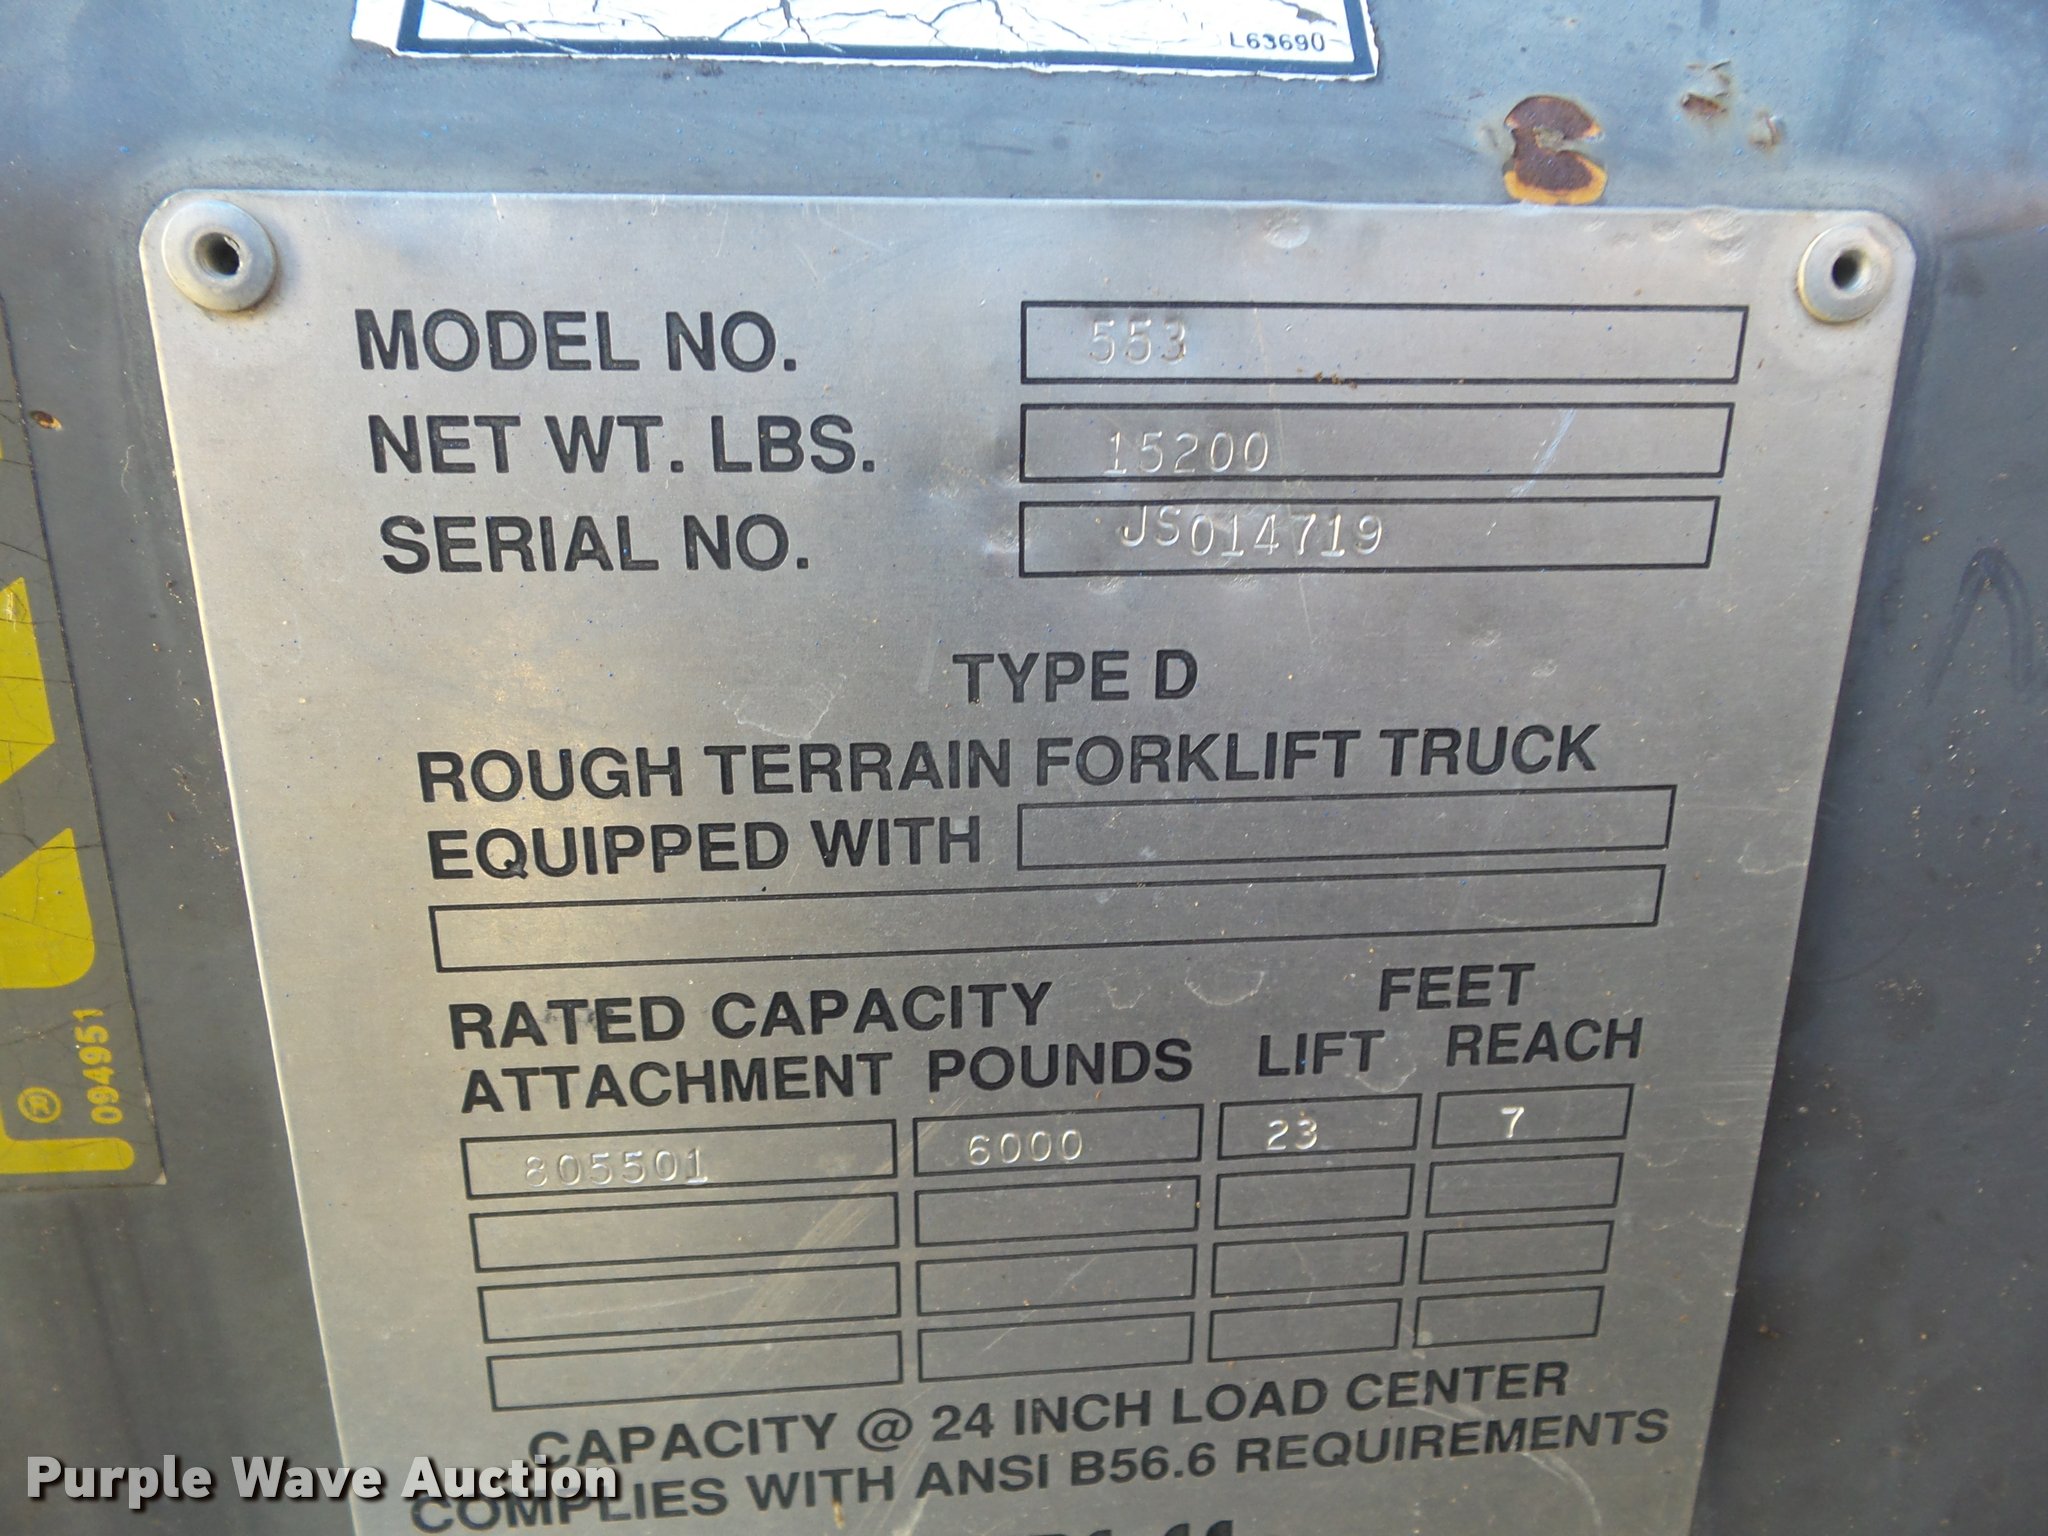 L63690
MODEL NO. 553
NET WT. LBS. 15200
SERIAL NO. JS014719
TYPE D
ROUGH TERRAIN FORKLIFT TRUCK
EQUIPPED WITH
RATED CAPACITY FEET
ATTACHMENT POUNDS LIFT REACH
805501 6000 23 7
CAPACITY @ 24 INCH LOAD CENTER
COMPLIES WITH ANSI B56.6 REQUIREMENTS
®
094951
Purple Wave Auction